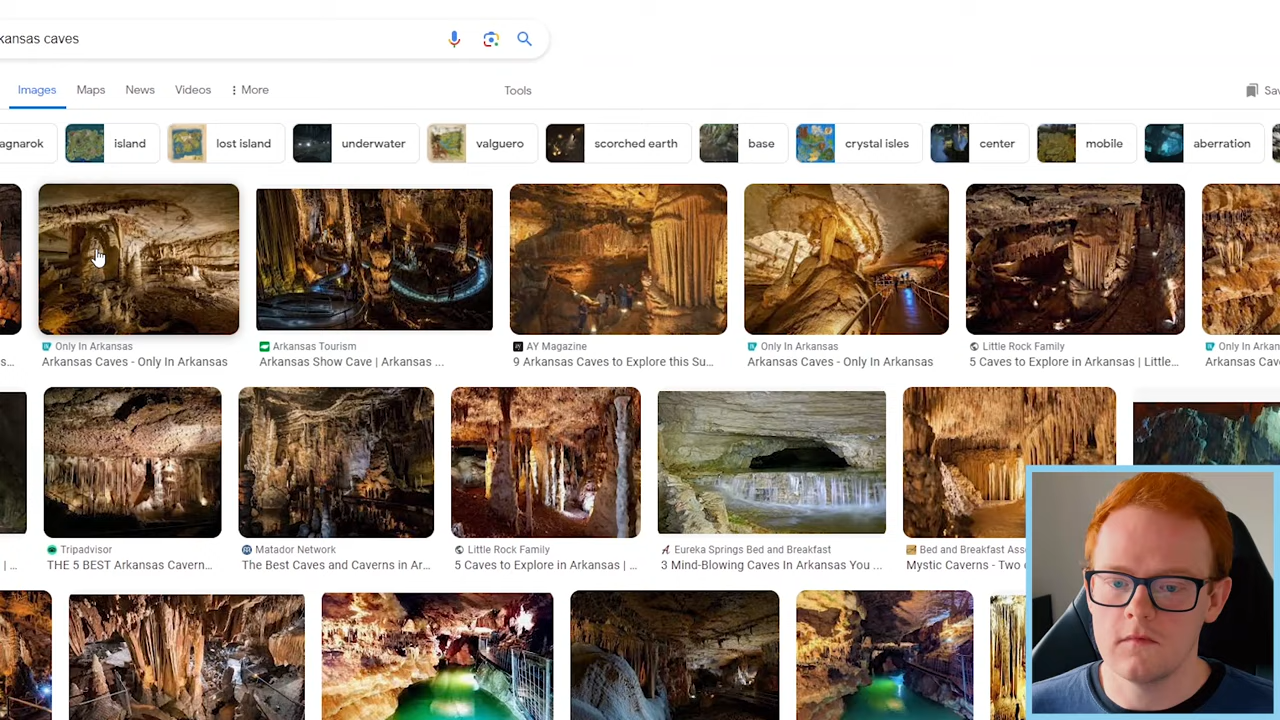 kansas caves
Images Maps News Videos More Tools Sav
agnarok island lost island underwater valguero scorched earth base crystal isles center mobile aberration
Only In Arkansas Arkansas Tourism AY Magazine Only In Arkansas Little Rock Family Only In Arkan
s... Arkansas Caves - Only In Arkansas Arkansas Show Cave | Arkansas ... 9 Arkansas Caves to Explore this Su... Arkansas Caves - Only In Arkansas 5 Caves to Explore in Arkansas | Little... Arkansas Cav
Tripadvisor Matador Network Little Rock Family Eureka Springs Bed and Breakfast Bed and Breakfast Ass
| ... THE 5 BEST Arkansas Cavern... The Best Caves and Caverns in Ar... 5 Caves to Explore in Arkansas | ... 3 Mind-Blowing Caves In Arkansas You ... Mystic Caverns - Two